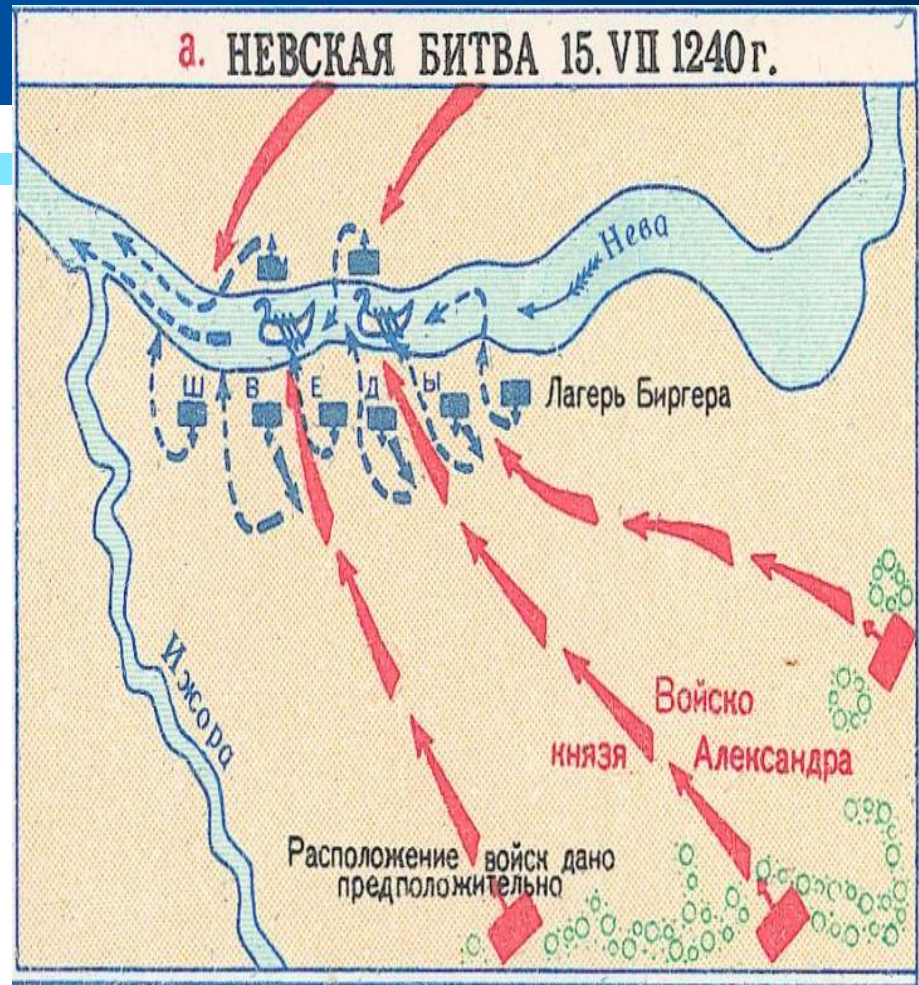 а. НЕВСКАЯ БИТВА 15. VII 1240 г.
Нева
Ш В Е Д Ы
Лагерь Биргера
Ижора
Войско
князя Александра
Расположение войск дано
предположительно